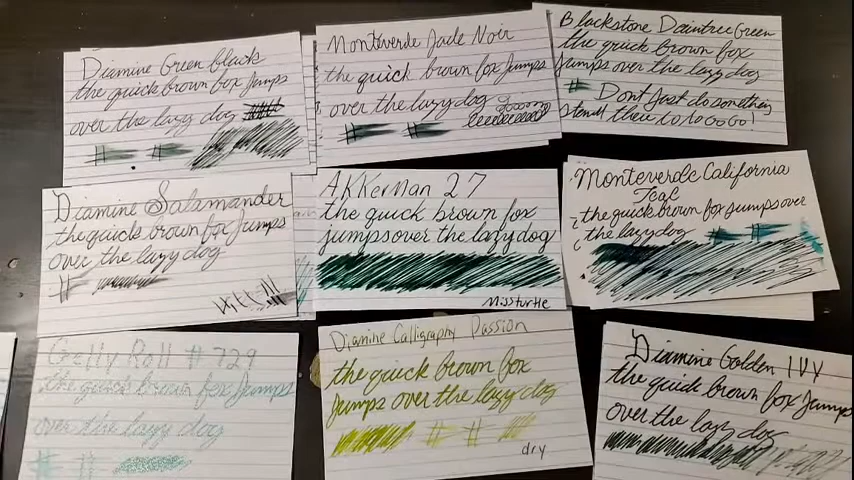 Diamine Green black
the quick brown fox Jumps
over the lazy dog
Monteverde Jade Noir
the quick brown fox Jumps
over the lazy dog
Blackstone Daintree Green
the quick brown fox
Jumps over the lazy dog
Dont Just do something
Diamine Salamander
the quick brown fox Jumps
over the lazy dog
AKKerman 27
the quick brown fox
jumps over the lazy dog
Missturtle
Monteverde California
Teal
the quick brown fox jumps over
the lazy dog
Gelly Roll # 729
the quick brown fox Jumps
over the lazy dog
Diamine Calligraphy Passion
the quick brown fox
Jumps over the lazy dog
dry
Diamine Golden IVY
the quick brown fox Jumps
over the lazy dog